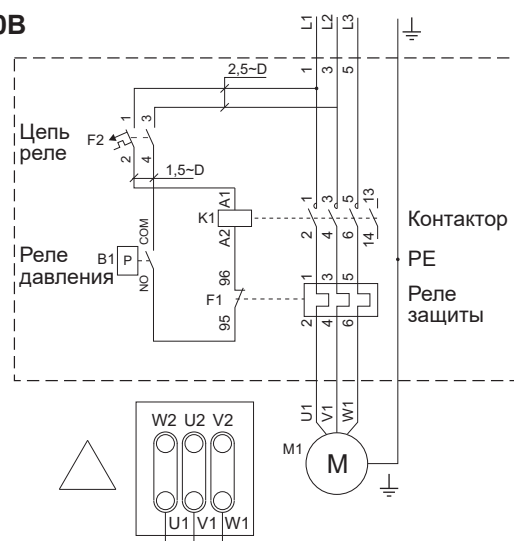 0В
L1 L2 L3
1 3 5
2,5~D
Цепь
реле
F2
1 3
2 4
1,5~D
A1
K1
A2
1 3 5 13
2 4 6 14
Контактор
COM
Реле
давления
B1
P
NO
PE
96
F1
95
1 3 5
2 4 6
Реле
защиты
U1 V1 W1
M1
M
W2 U2 V2
U1 V1 W1